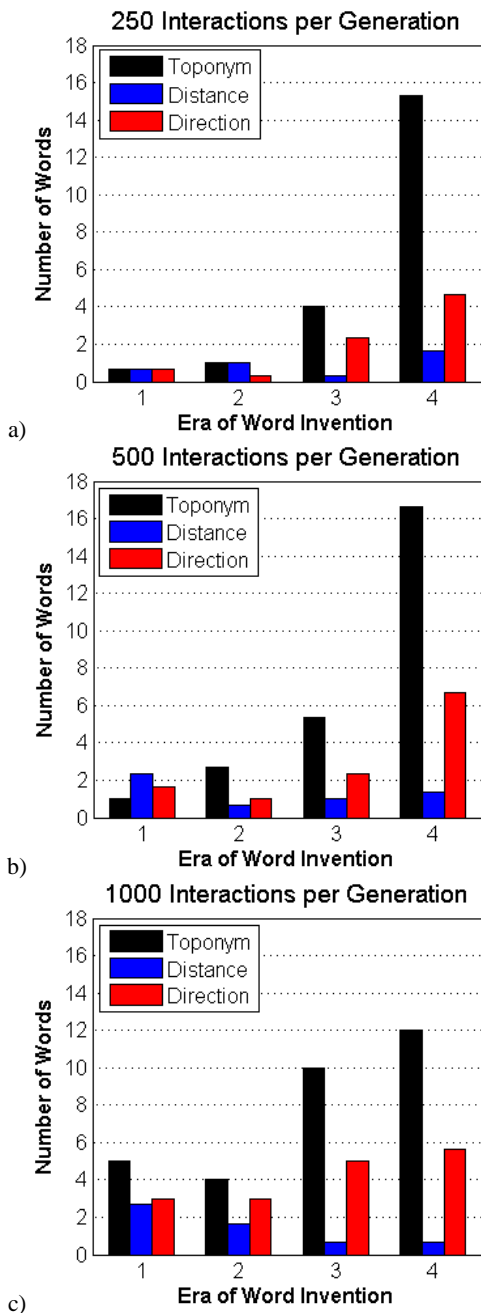 250 Interactions per Generation
18
16
14
12
10
8
6
4
2
0
Number of Words
Toponym
Distance
Direction
1 2 3 4
Era of Word Invention
a)
500 Interactions per Generation
18
16
14
12
10
8
6
4
2
0
Number of Words
Toponym
Distance
Direction
1 2 3 4
Era of Word Invention
b)
1000 Interactions per Generation
18
16
14
12
10
8
6
4
2
0
Number of Words
Toponym
Distance
Direction
1 2 3 4
Era of Word Invention
c)